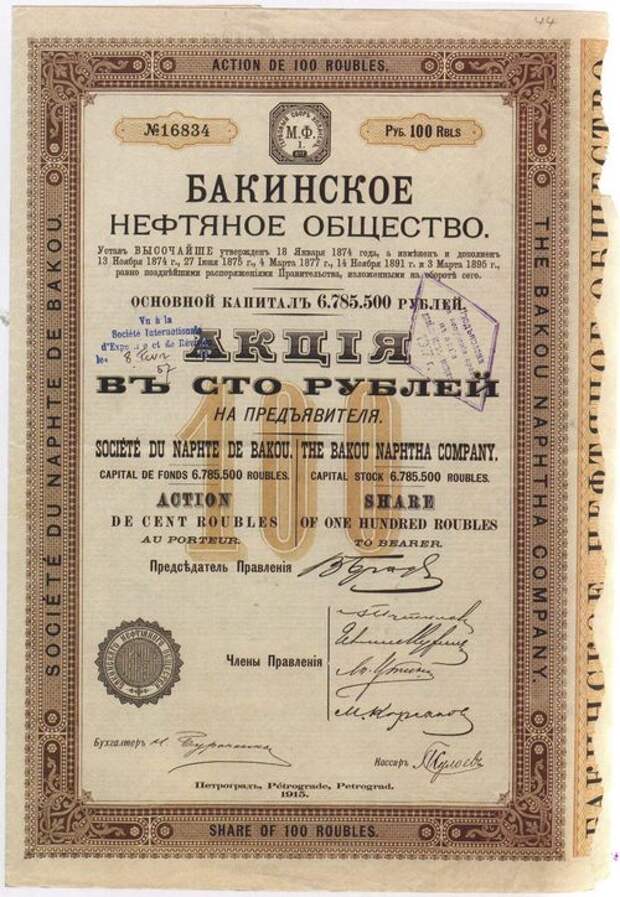 44
ACTION DE 100 ROUBLES.
№16834
М.Ф.
1.
Руб. 100 Rbls
БАКИНСКОЕ
НЕФТЯНОЕ ОБЩЕСТВО.
Уставъ ВЫСОЧАЙШЕ утвержденъ 18 Января 1874 года, а измѣненъ и дополненъ
13 Ноября 1874 г., 27 Іюня 1875 г., 4 Марта 1877 г., 14 Ноября 1891 г. и 3 Марта 1895 г.,
равно позднѣйшими распоряженіями Правительства, изложенными на оборотѣ сего.
ОСНОВНОЙ КАПИТАЛЪ 6.785.500 РУБЛЕЙ.
Vu à la
Société Internationale
АКЦІЯ
ВЪ СТО РУБЛЕЙ
100
НА ПРЕДЪЯВИТЕЛЯ.
SOCIÉTÉ DU NAPHTE DE BAKOU.
CAPITAL DE FONDS 6.785.500 ROUBLES.
ACTION
DE CENT ROUBLES
AU PORTEUR.
THE BAKOU NAPHTHA COMPANY.
CAPITAL STOCK 6.785.500 ROUBLES.
SHARE
OF ONE HUNDRED ROUBLES
TO BEARER.
Предсѣдатель Правленія
Члены Правленія
Бухгалтеръ
Кассиръ
Петроградъ, Pétrograde, Petrograd.
1915.
SHARE OF 100 ROUBLES.
SOCIÉTÉ DU NAPHTE DE BAKOU.
THE BAKOU NAPHTHA COMPANY.